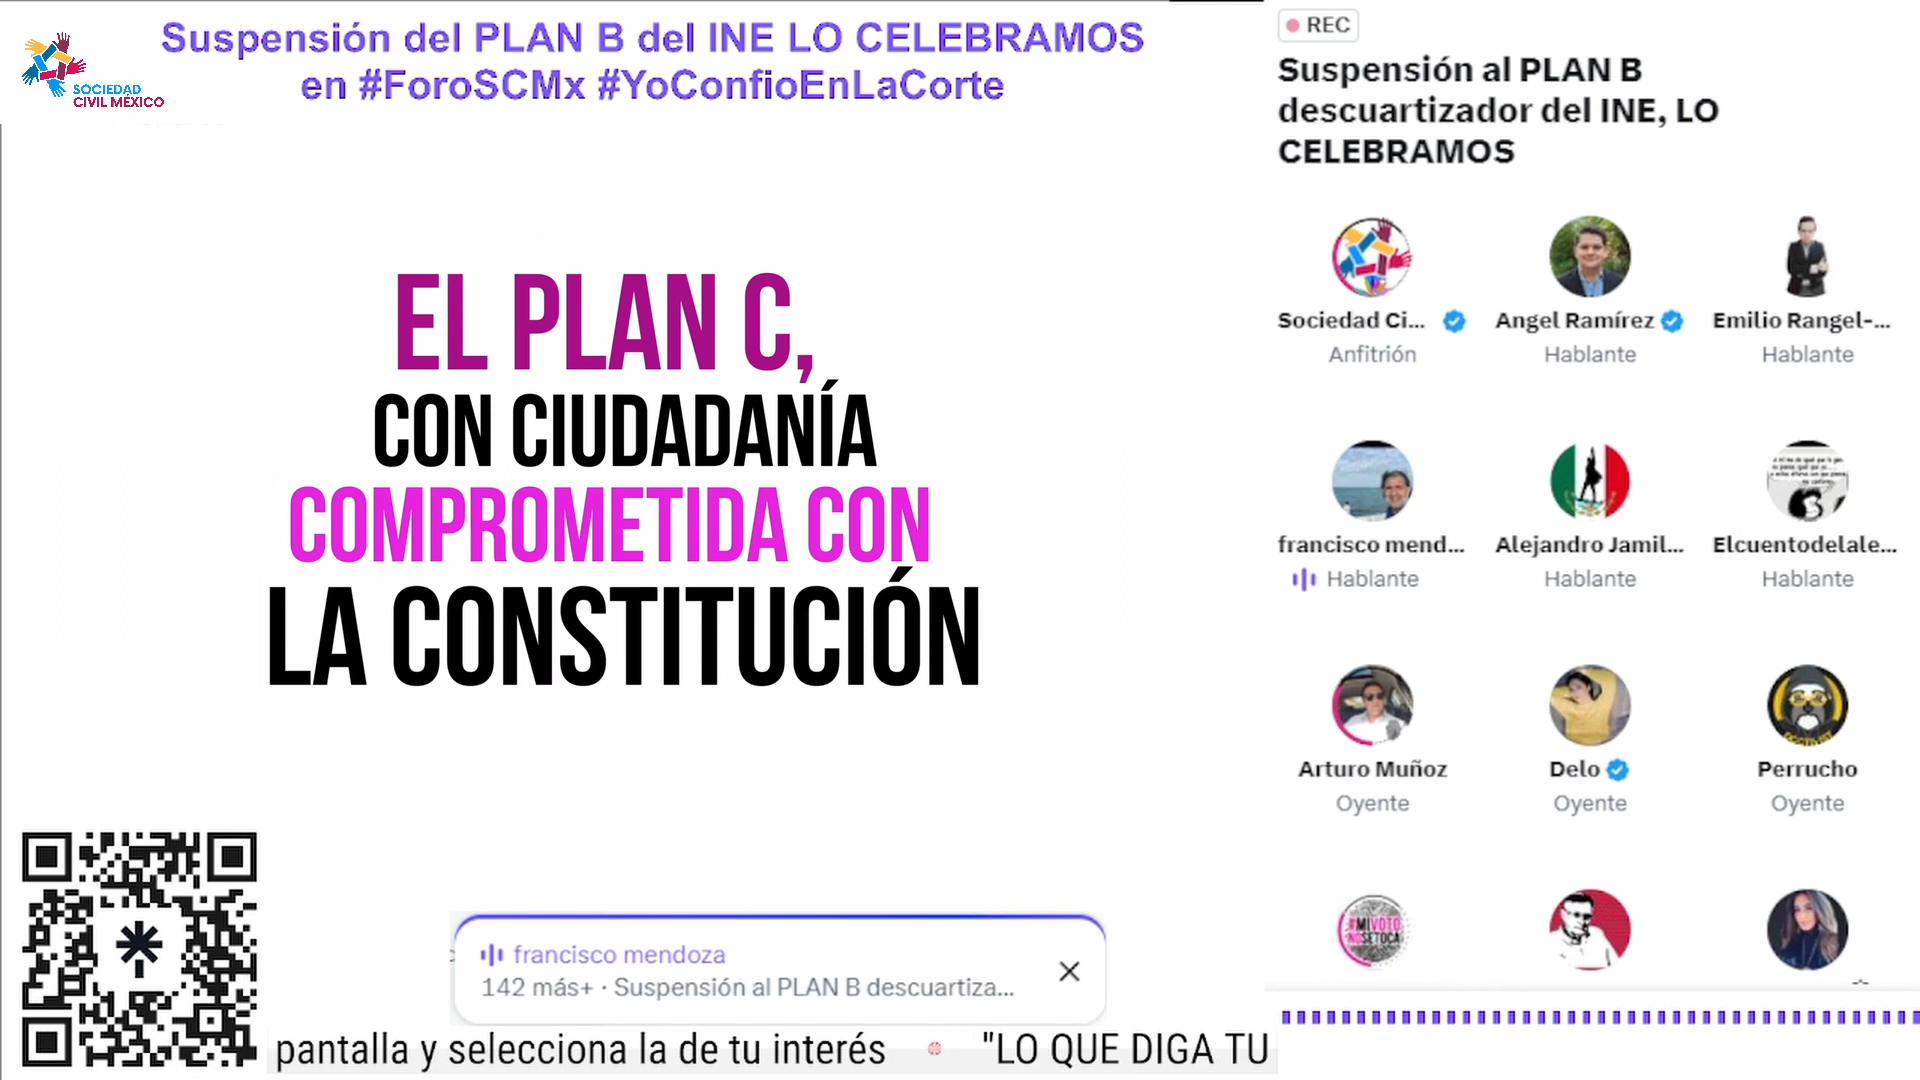 SOCIEDAD
CIVIL MÉXICO
Suspensión del PLAN B del INE LO CELEBRAMOS
en #ForoSCMx #YoConfioEnLaCorte
EL PLAN C,
CON CIUDADANÍA
COMPROMETIDA CON
LA CONSTITUCIÓN
francisco mendoza
142 más+ · Suspensión al PLAN B descuartiza...
pantalla y selecciona la de tu interés
"LO QUE DIGA TU
REC
Suspensión al PLAN B
descuartizador del INE, LO
CELEBRAMOS
Sociedad Ci...
Anfitrión
Angel Ramírez
Hablante
Emilio Rangel-...
Hablante
francisco mend...
Hablante
Alejandro Jamil...
Hablante
Elcuentodelale...
Hablante
Arturo Muñoz
Oyente
Delo
Oyente
Perrucho
Oyente
#MIVOTO
NOSETOCA